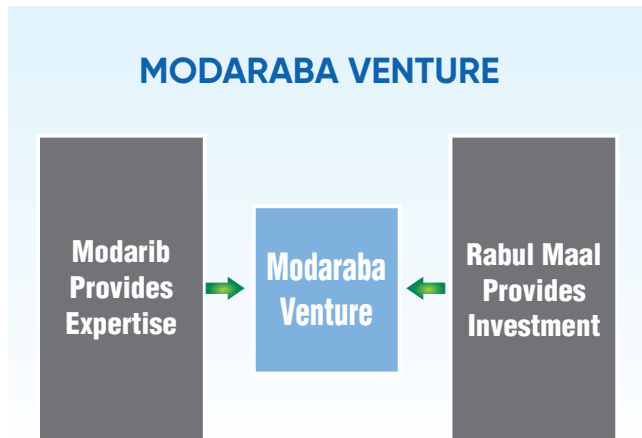 MODARABA VENTURE
Modarib
Provides
Expertise
Modaraba
Venture
Rabul Maal
Provides
Investment